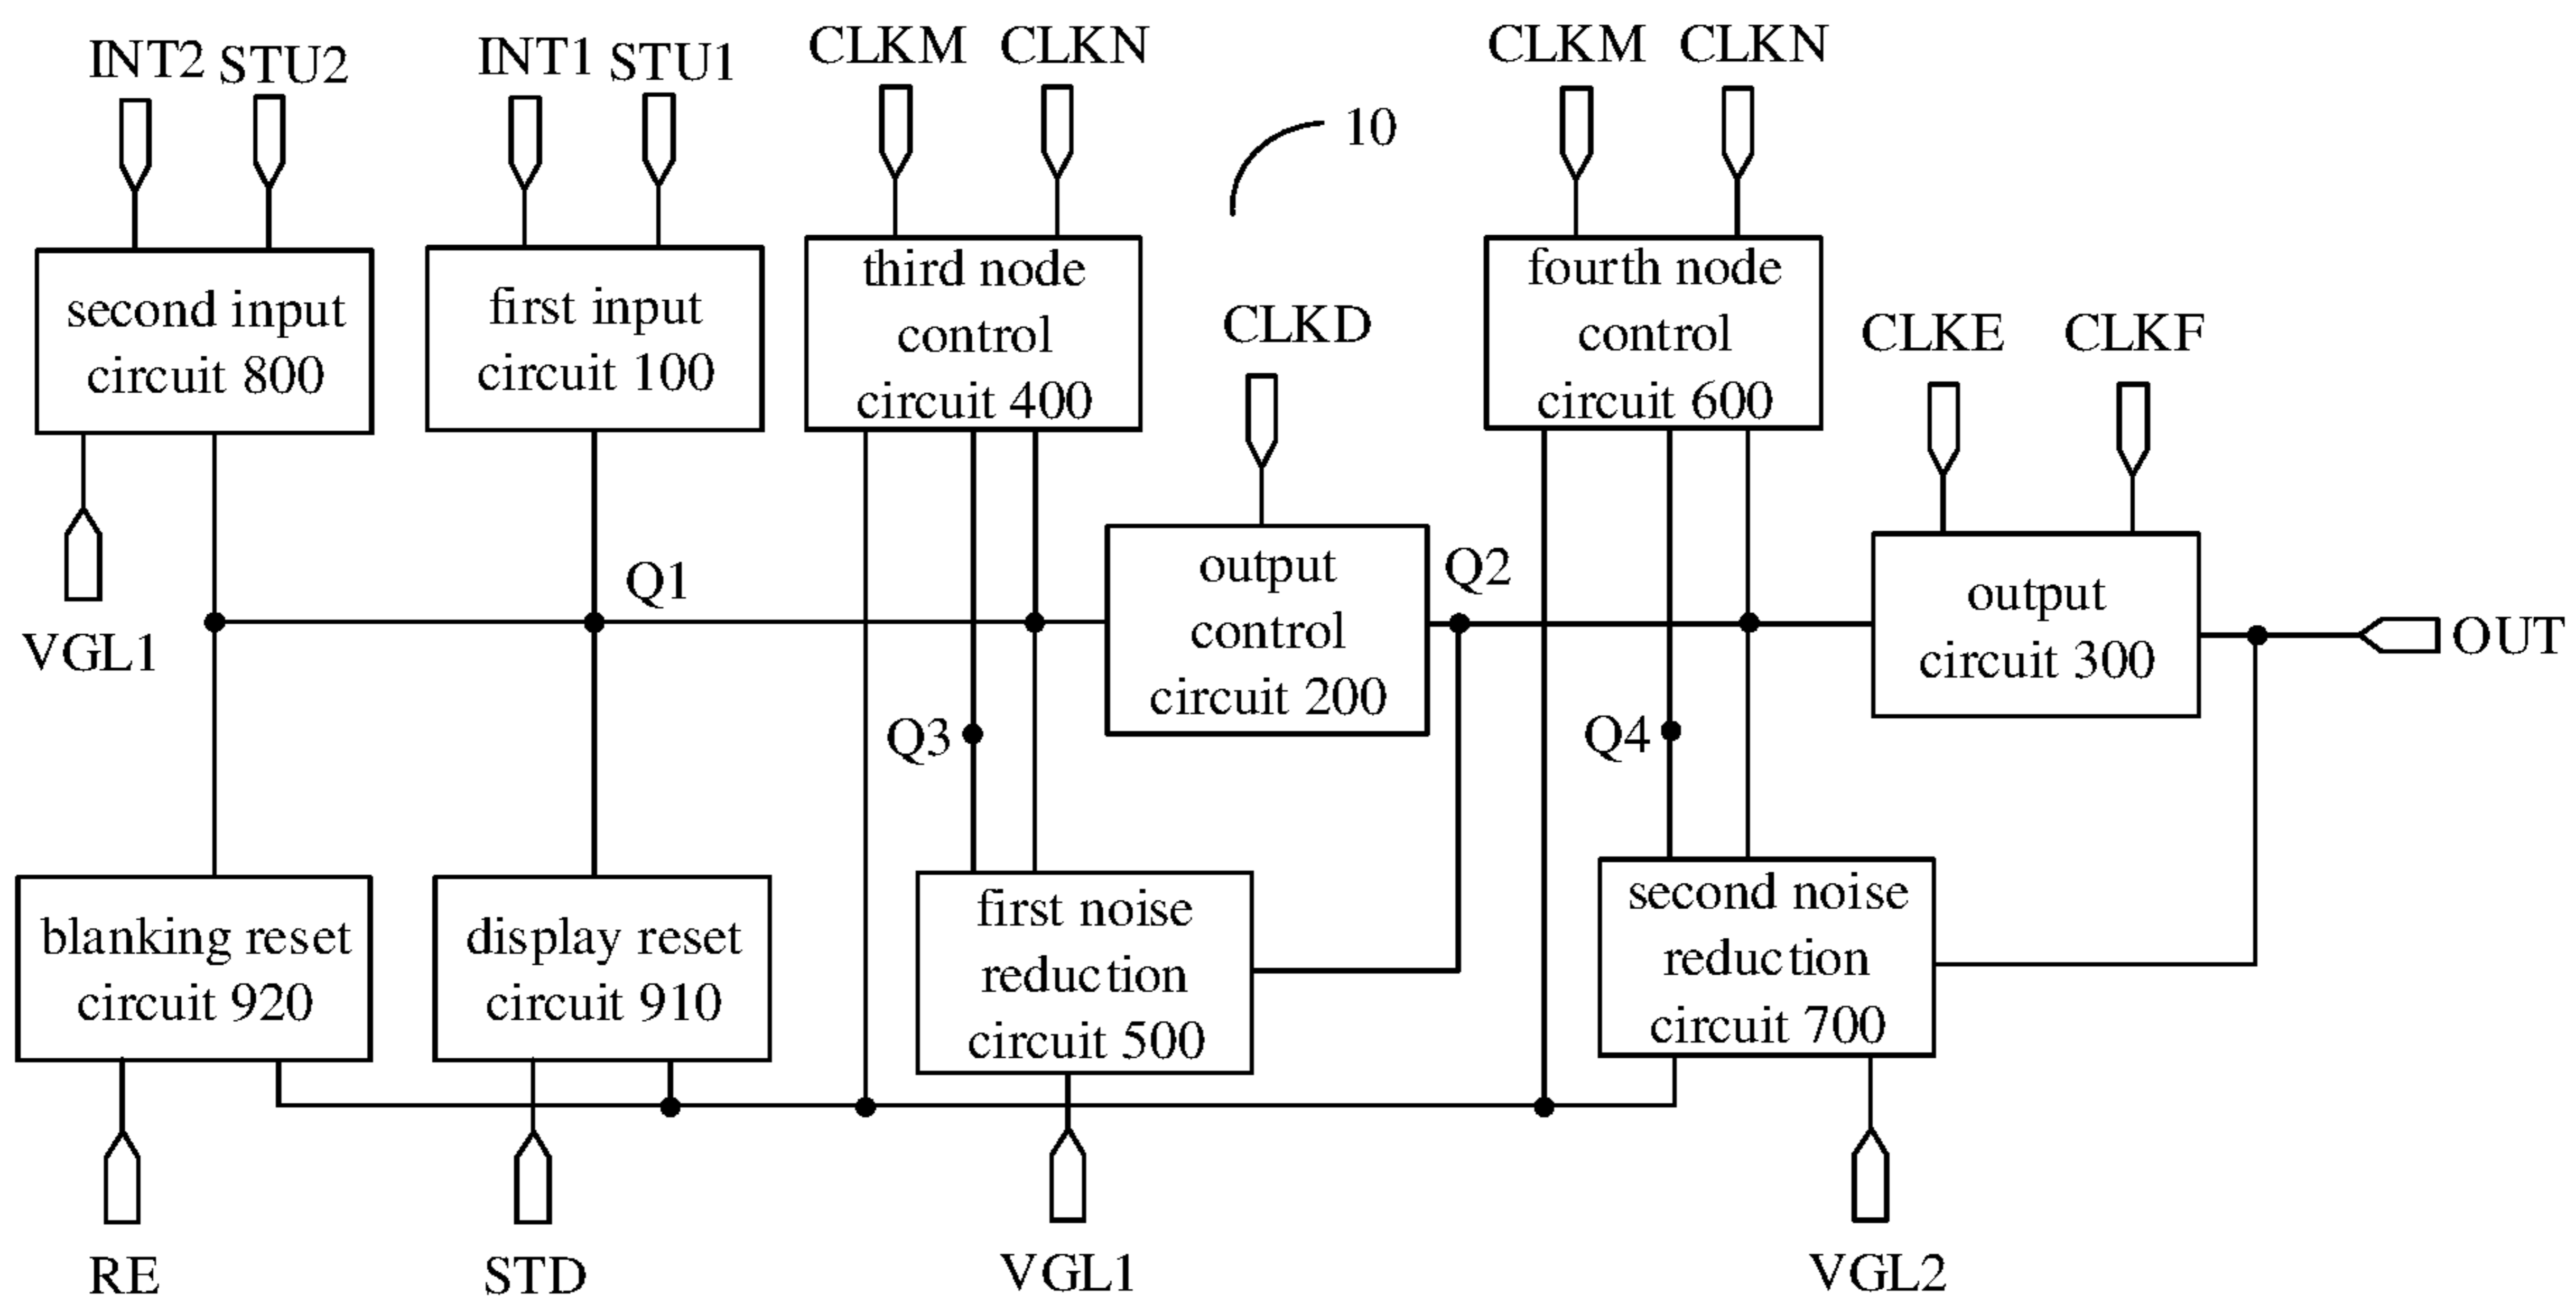 INT2 STU2
INT1 STU1
CLKM CLKN
CLKM CLKN
10
second input
circuit 800
first input
circuit 100
third node
control
circuit 400
CLKD
fourth node
control
circuit 600
CLKE CLKF
VGL1
Q1
output
control
circuit 200
Q2
output
circuit 300
OUT
Q3
Q4
blanking reset
circuit 920
display reset
circuit 910
first noise
reduction
circuit 500
second noise
reduction
circuit 700
RE
STD
VGL1
VGL2